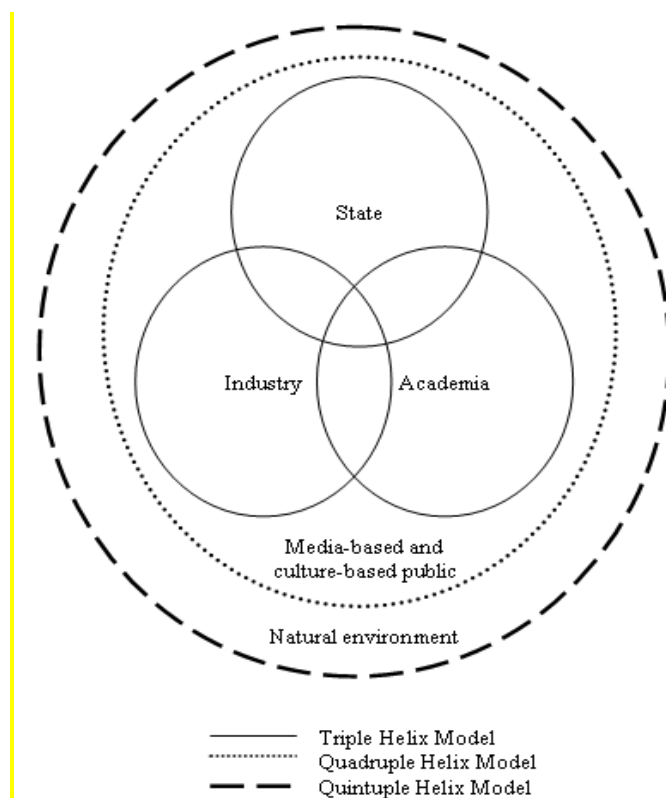 State
Industry
Academia
Media-based and
culture-based public
Natural environment
Triple Helix Model
Quadruple Helix Model
Quintuple Helix Model